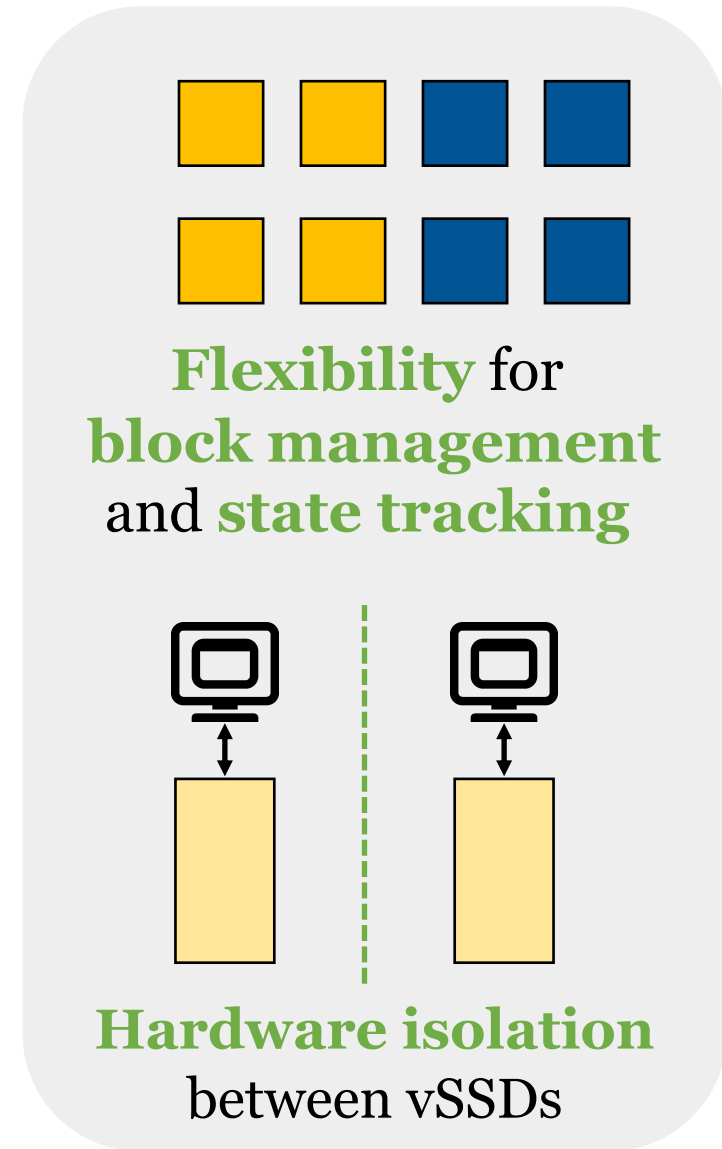 Flexibility for
block management
and state tracking
Hardware isolation
between vSSDs